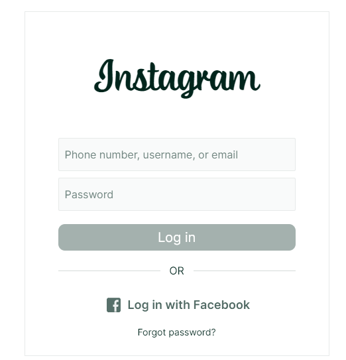 Instagram
Phone number, username, or email
Password
Log in
OR
Log in with Facebook
Forgot password?